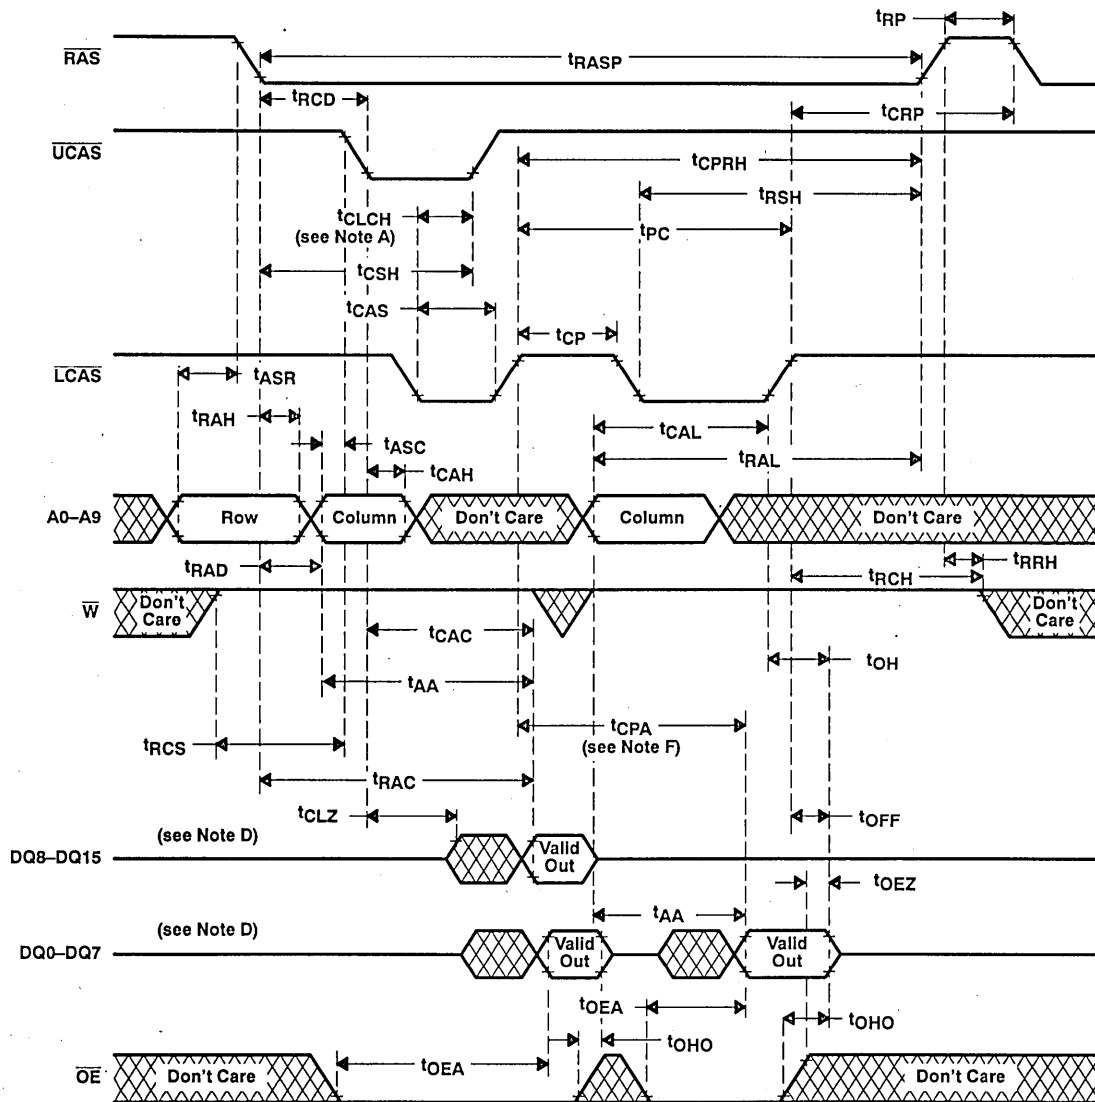 tRP
RAS
tRASP
tRCD
tCRP
UCAS
tCPRH
tRSH
tCLCH
(see Note A)
tPC
tCSH
tCAS
tCP
LCAS
tASR
tRAH
tCAL
tASC
tRAL
tCAH
A0–A9
Row
Column
Don't Care
Column
Don't Care
tRAD
tRRH
tRCH
W
Don't
Care
Don't
Care
tCAC
tOH
tAA
tCPA
(see Note F)
tRCS
tRAC
tCLZ
tOFF
(see Note D)
DQ8–DQ15
Valid
Out
tOEZ
tAA
(see Note D)
DQ0–DQ7
Valid
Out
Valid
Out
tOEA
tOHO
tOHO
tOEA
OE
Don't Care
Don't Care